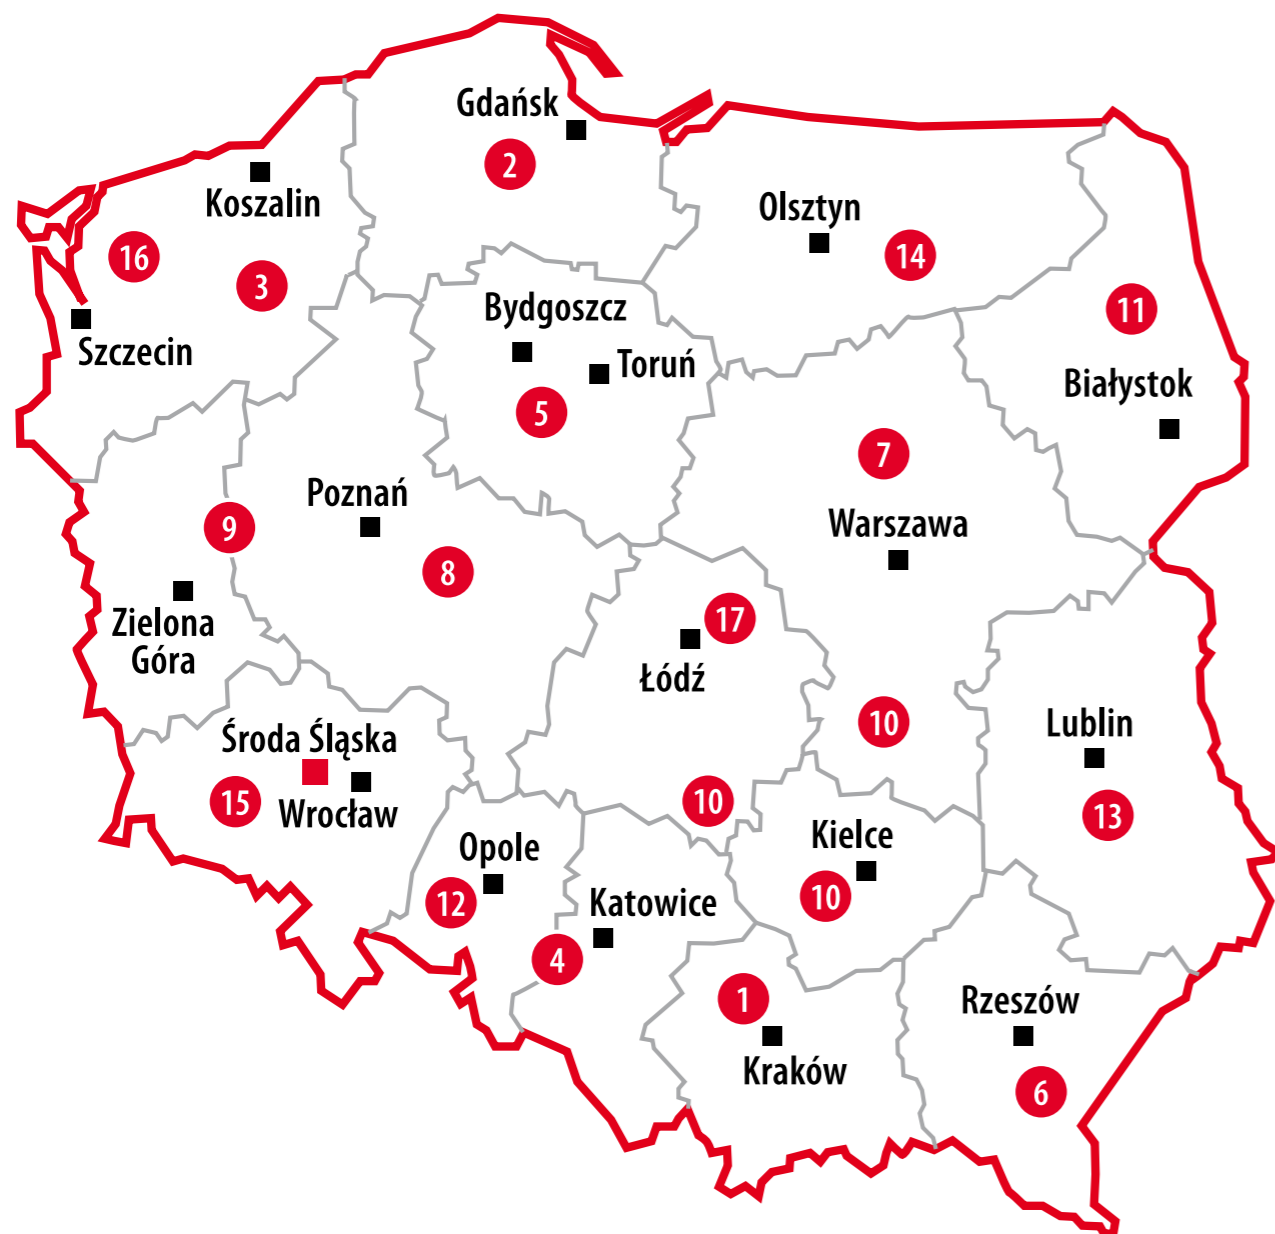 Gdańsk
2
Koszalin
Olsztyn
16
14
3
Bydgoszcz
11
Szczecin
Toruń
Białystok
5
7
Poznań
9
Warszawa
8
Zielona
Góra
17
Łódź
10
Lublin
Środa Śląska
15
Wrocław
10
13
Opole
Kielce
12
Katowice
10
4
1
Rzeszów
Kraków
6